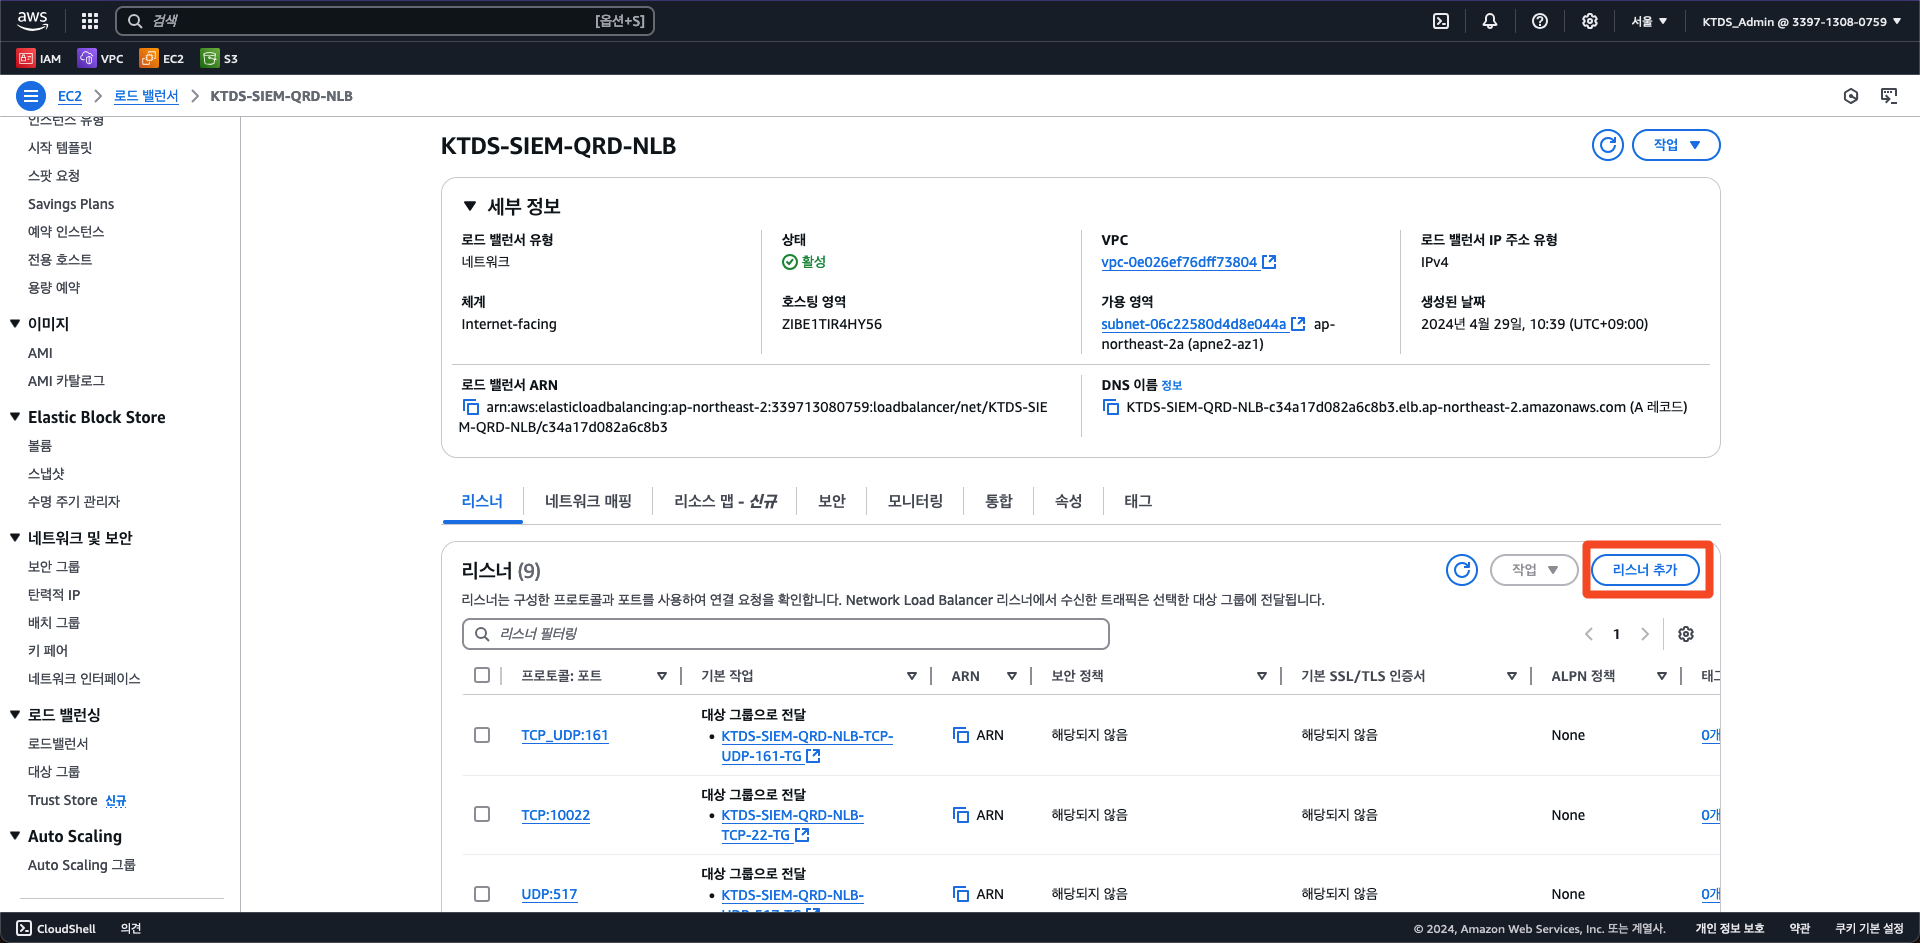 aws
검색 [옵션+S]
서울 ▼
KTDS_Admin @ 3397-1308-0759 ▼
IAM VPC EC2 S3
EC2 > 로드 밸런서 > KTDS-SIEM-QRD-NLB
인스턴스 유형
시작 템플릿
스팟 요청
Savings Plans
예약 인스턴스
전용 호스트
용량 예약
▼ 이미지
AMI
AMI 카탈로그
▼ Elastic Block Store
볼륨
스냅샷
수명 주기 관리자
▼ 네트워크 및 보안
보안 그룹
탄력적 IP
배치 그룹
키 페어
네트워크 인터페이스
▼ 로드 밸런싱
로드밸런서
대상 그룹
Trust Store 신규
▼ Auto Scaling
Auto Scaling 그룹
KTDS-SIEM-QRD-NLB
작업 ▼
▼ 세부 정보
로드 밸런서 유형
네트워크
상태
활성
VPC
vpc-0e026ef76dff73804
로드 밸런서 IP 주소 유형
IPv4
체계
Internet-facing
호스팅 영역
ZIBE1TIR4HY56
가용 영역
subnet-06c22580d4d8e044a ap-
northeast-2a (apne2-az1)
생성된 날짜
2024년 4월 29일, 10:39 (UTC+09:00)
로드 밸런서 ARN
arn:aws:elasticloadbalancing:ap-northeast-2:339713080759:loadbalancer/net/KTDS-SIE
M-QRD-NLB/c34a17d082a6c8b3
DNS 이름 정보
KTDS-SIEM-QRD-NLB-c34a17d082a6c8b3.elb.ap-northeast-2.amazonaws.com (A 레코드)
리스너 네트워크 매핑 리소스 맵 - 신규 보안 모니터링 통합 속성 태그
리스너 (9)
작업 ▼
리스너 추가
리스너는 구성한 프로토콜과 포트를 사용하여 연결 요청을 확인합니다. Network Load Balancer 리스너에서 수신한 트래픽은 선택한 대상 그룹에 전달됩니다.
리스너 필터링
< 1 >
프로토콜: 포트 기본 작업 ARN 보안 정책 기본 SSL/TLS 인증서 ALPN 정책 태그
대상 그룹으로 전달
TCP_UDP:161 • KTDS-SIEM-QRD-NLB-TCP- ARN 해당되지 않음 해당되지 않음 None 0개
UDP-161-TG
대상 그룹으로 전달
TCP:10022 • KTDS-SIEM-QRD-NLB- ARN 해당되지 않음 해당되지 않음 None 0개
TCP-22-TG
대상 그룹으로 전달
UDP:517 • KTDS-SIEM-QRD-NLB- ARN 해당되지 않음 해당되지 않음 None 0개
UDP-517-TG
CloudShell 의견
© 2024, Amazon Web Services, Inc. 또는 계열사. 개인 정보 보호 약관 쿠키 기본 설정